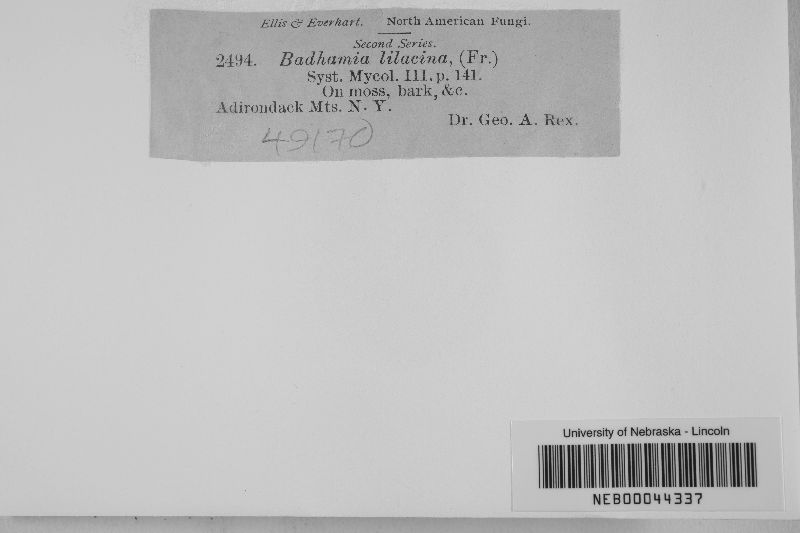 Ellis & Everhart. North American Fungi.
Second Series.
2494. Badhamia lilacina, (Fr.)
Syst. Mycol. III. p. 141.
On moss, bark, &c.
Adirondack Mts. N. Y.
Dr. Geo. A. Rex.
49170
University of Nebraska - Lincoln
NEB00044337